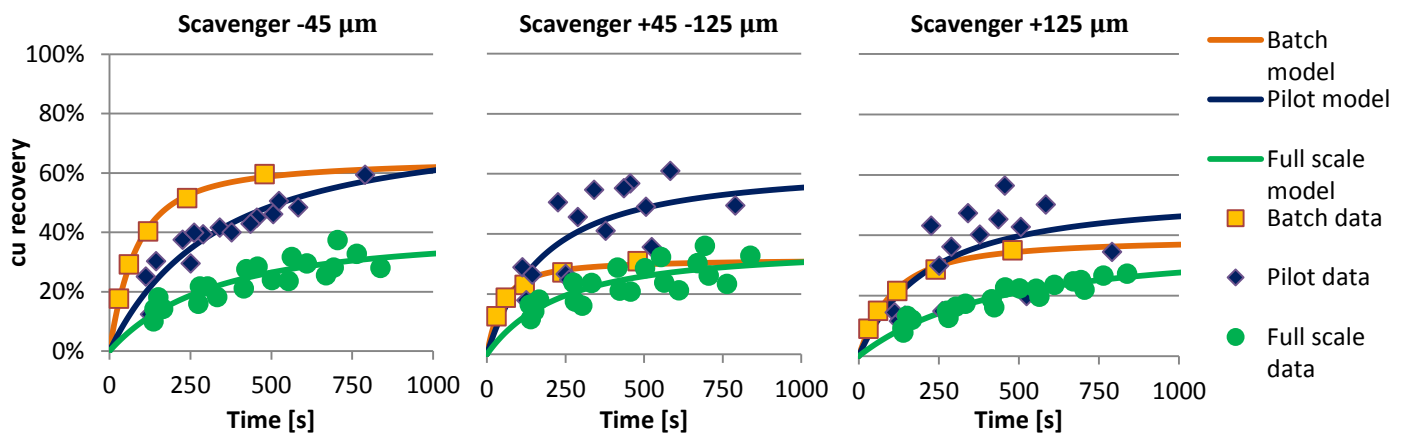 Scavenger -45 μm
Scavenger +45 -125 μm
Scavenger +125 μm
cu recovery
100%
80%
60%
40%
20%
0%
0 250 500 750 1000
Time [s]
0 250 500 750 1000
Time [s]
0 250 500 750 1000
Time [s]
Batch
model
Pilot model
Full scale
model
Batch data
Pilot data
Full scale
data